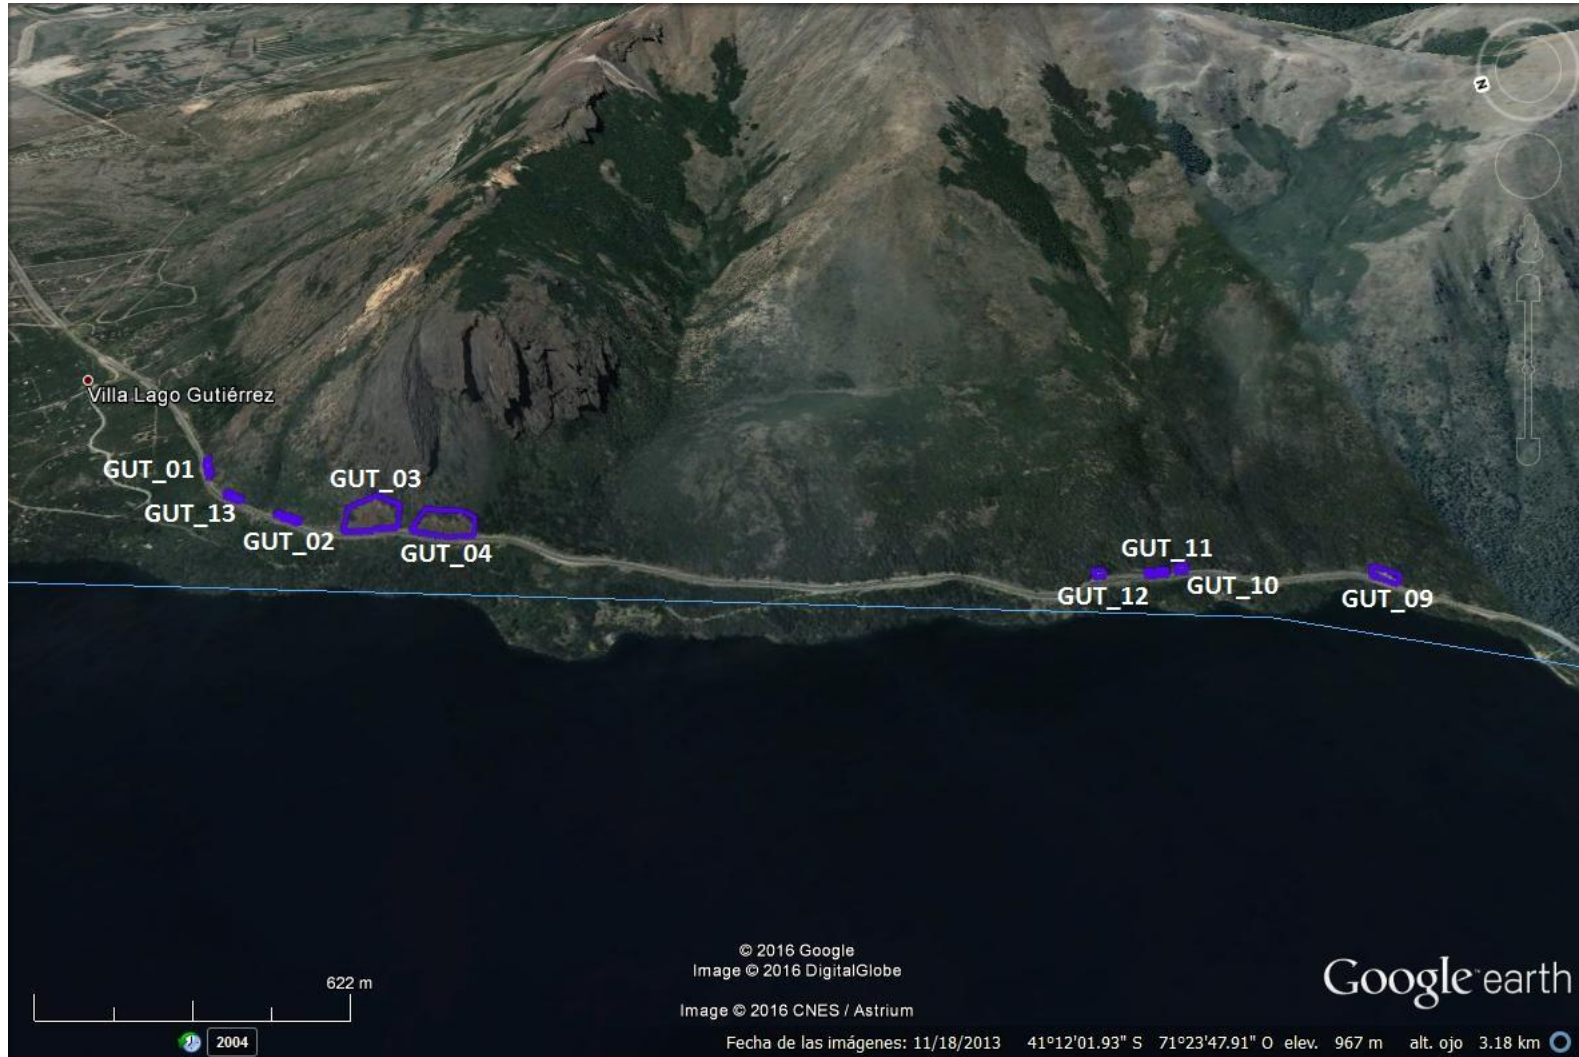 N
Villa Lago Gutiérrez
GUT_01
GUT_03
GUT_13
GUT_02
GUT_04
GUT_11
GUT_12
GUT_10
GUT_09
© 2016 Google
Image © 2016 DigitalGlobe
Image © 2016 CNES / Astrium
622 m
Google earth
2004
Fecha de las imágenes: 11/18/2013 41°12'01.93" S 71°23'47.91" O elev. 967 m alt. ojo 3.18 km